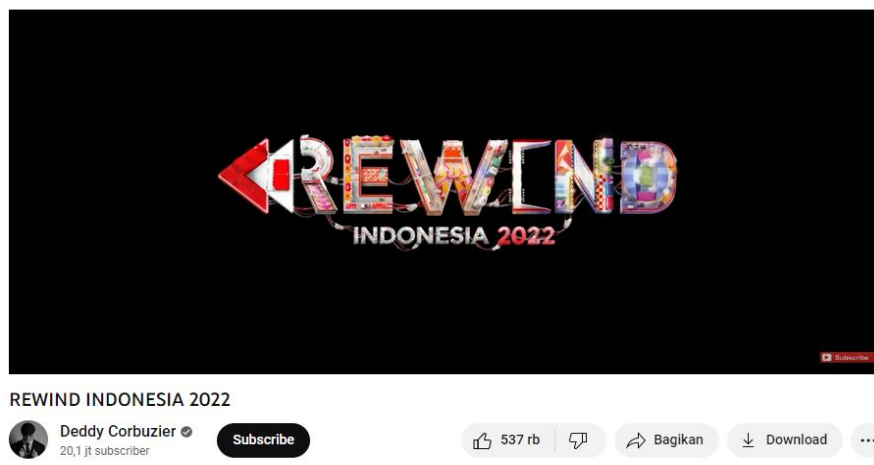 REWIND
INDONESIA 2022
Subscribe
REWIND INDONESIA 2022
Deddy Corbuzier
20,1 jt subscriber
Subscribe
537 rb
Bagikan
Download